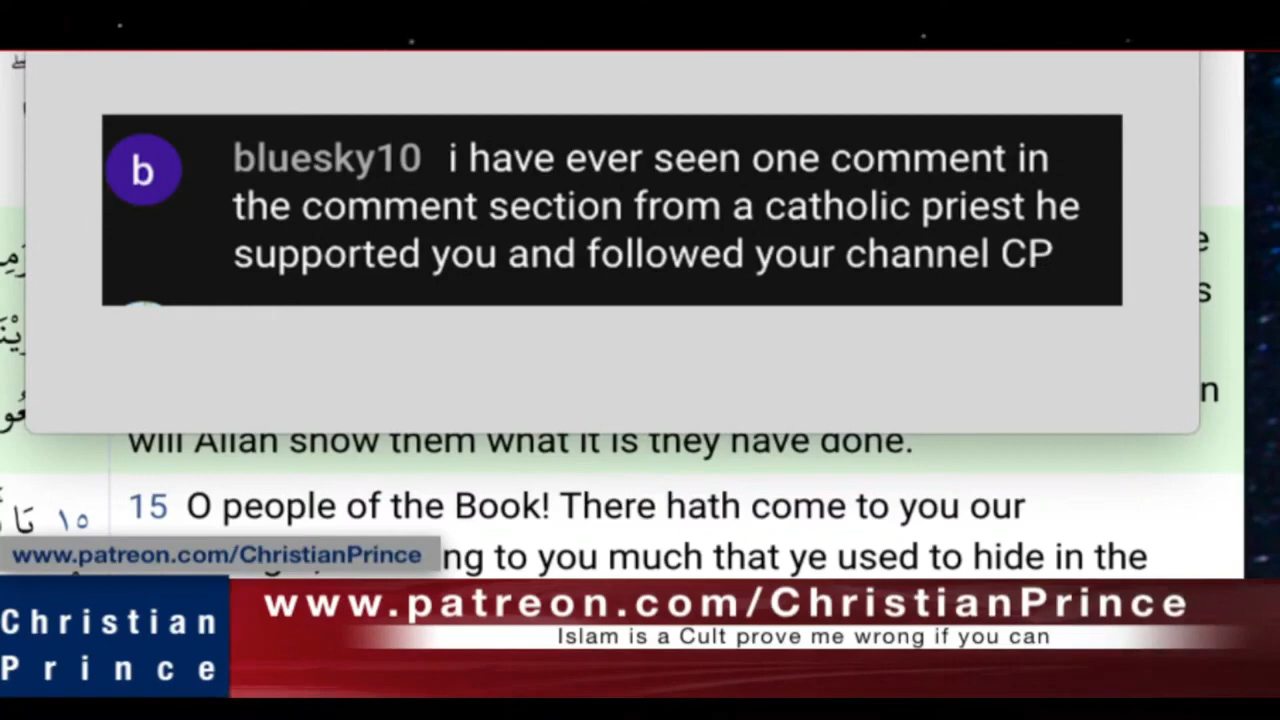 b
bluesky10 i have ever seen one comment in
the comment section from a catholic priest he
supported you and followed your channel CP
will Allah show them what it is they have done.
15 O people of the Book! There hath come to you our
١٥
www.patreon.com/ChristianPrince
ng to you much that ye used to hide in the
Christian
Prince
www.patreon.com/ChristianPrince
Islam is a Cult prove me wrong if you can